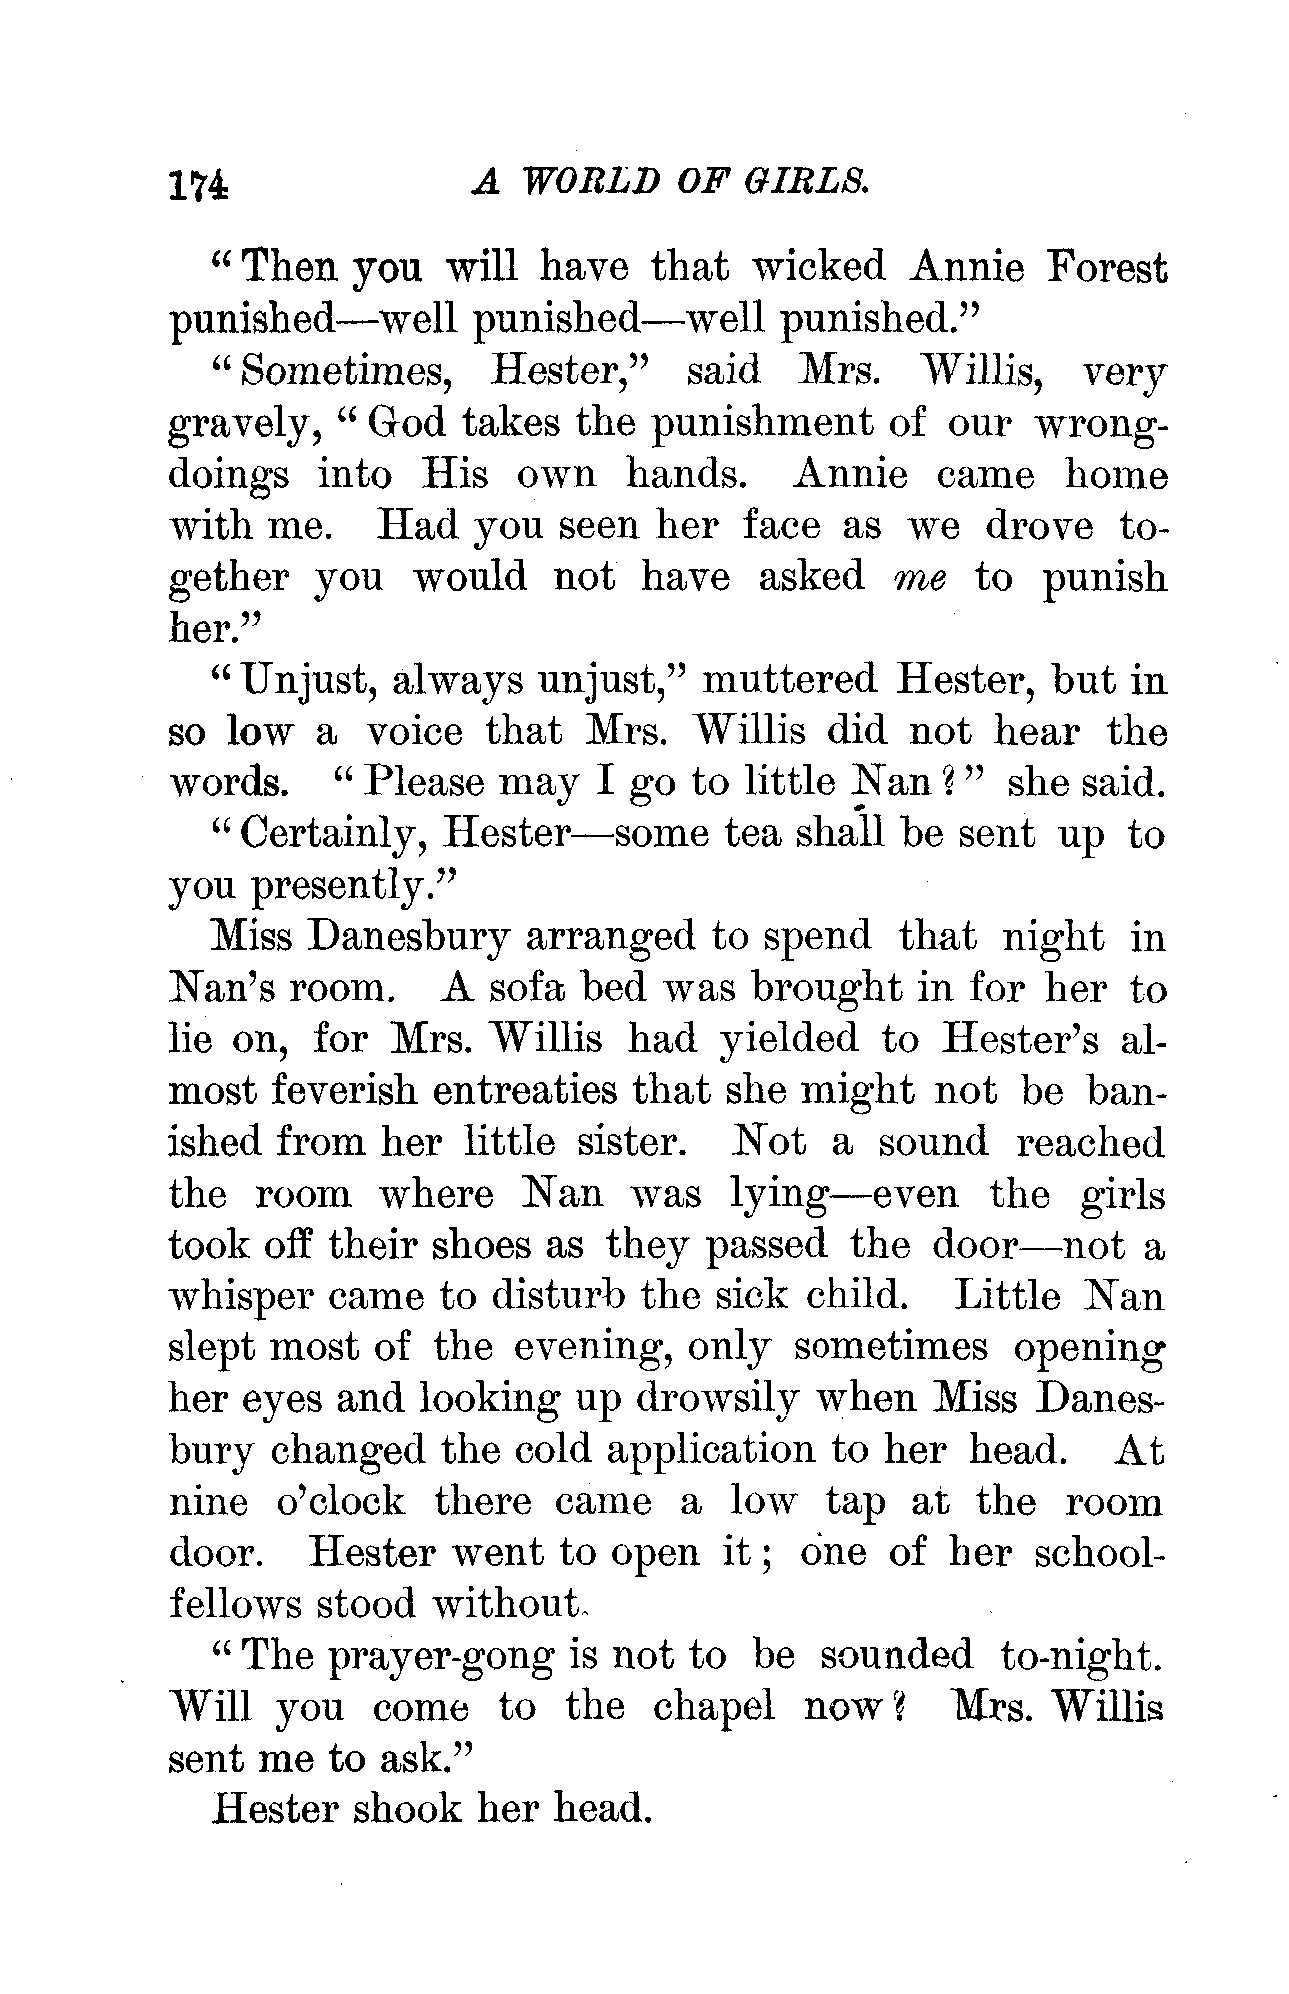 174 A WORLD OF GIRLS.
“Then you will have that wicked Annie Forest
punished—well punished—well punished.”
“Sometimes, Hester,” said Mrs. Willis, very
gravely, “God takes the punishment of our wrong-
doings into His own hands. Annie came home
with me. Had you seen her face as we drove to-
gether you would not have asked me to punish
her.”
“Unjust, always unjust,” muttered Hester, but in
so low a voice that Mrs. Willis did not hear the
words. “Please may I go to little Nan?” she said.
“Certainly, Hester—some tea shall be sent up to
you presently.”
Miss Danesbury arranged to spend that night in
Nan’s room. A sofa bed was brought in for her to
lie on, for Mrs. Willis had yielded to Hester’s al-
most feverish entreaties that she might not be ban-
ished from her little sister. Not a sound reached
the room where Nan was lying—even the girls
took off their shoes as they passed the door—not a
whisper came to disturb the sick child. Little Nan
slept most of the evening, only sometimes opening
her eyes and looking up drowsily when Miss Danes-
bury changed the cold application to her head. At
nine o’clock there came a low tap at the room
door. Hester went to open it; one of her school-
fellows stood without.
“The prayer-gong is not to be sounded to-night.
Will you come to the chapel now? Mrs. Willis
sent me to ask.”
Hester shook her head.